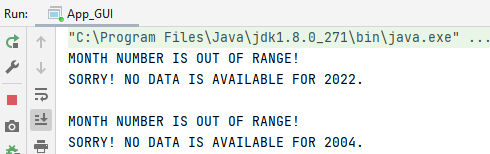 Run: App_GUI
"C:\Program Files\Java\jdk1.8.0_271\bin\java.exe" ...
MONTH NUMBER IS OUT OF RANGE!
SORRY! NO DATA IS AVAILABLE FOR 2022.
MONTH NUMBER IS OUT OF RANGE!
SORRY! NO DATA IS AVAILABLE FOR 2004.